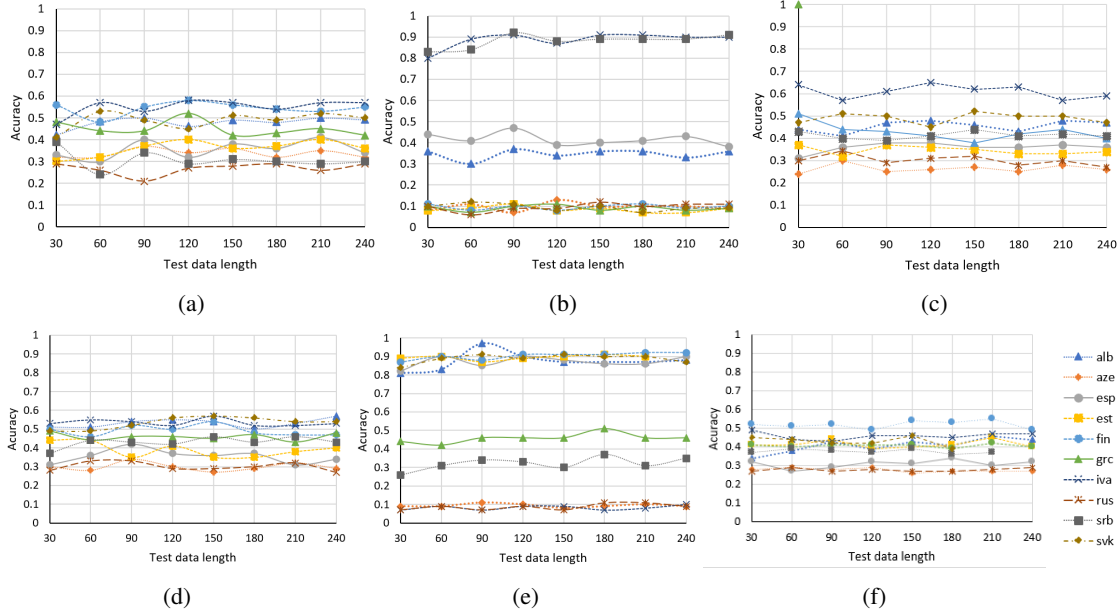 1
0.9
0.8
0.7
0.6
0.5
0.4
0.3
0.2
0.1
0
Acuracy
30 60 90 120 150 180 210 240
Test data length
(a)
1
0.9
0.8
0.7
0.6
0.5
0.4
0.3
0.2
0.1
0
Acuracy
30 60 90 120 150 180 210 240
Test data length
(b)
1
0.9
0.8
0.7
0.6
0.5
0.4
0.3
0.2
0.1
0
Acuracy
30 60 90 120 150 180 210 240
Test data length
(c)
1
0.9
0.8
0.7
0.6
0.5
0.4
0.3
0.2
0.1
0
Acuracy
30 60 90 120 150 180 210 240
Test data length
(d)
1
0.9
0.8
0.7
0.6
0.5
0.4
0.3
0.2
0.1
0
Acuracy
30 60 90 120 150 180 210 240
Test data length
(e)
1
0.9
0.8
0.7
0.6
0.5
0.4
0.3
0.2
0.1
0
Acuracy
30 60 90 120 150 180 210 240
Test data length
(f)
alb
aze
esp
est
fin
grc
iva
rus
srb
svk